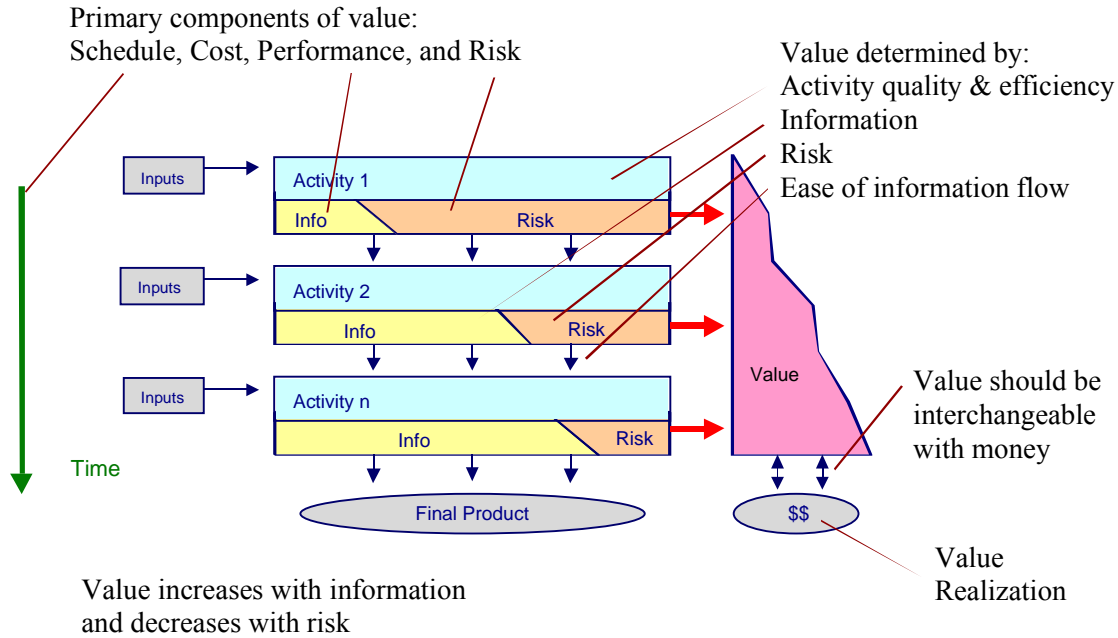 Primary components of value:
Schedule, Cost, Performance, and Risk
Value determined by:
Activity quality & efficiency
Information
Risk
Ease of information flow
Inputs
Activity 1
Info
Risk
Inputs
Activity 2
Info
Risk
Inputs
Activity n
Info
Risk
Value
Value should be
interchangeable
with money
Time
Final Product
$$
Value
Realization
Value increases with information
and decreases with risk